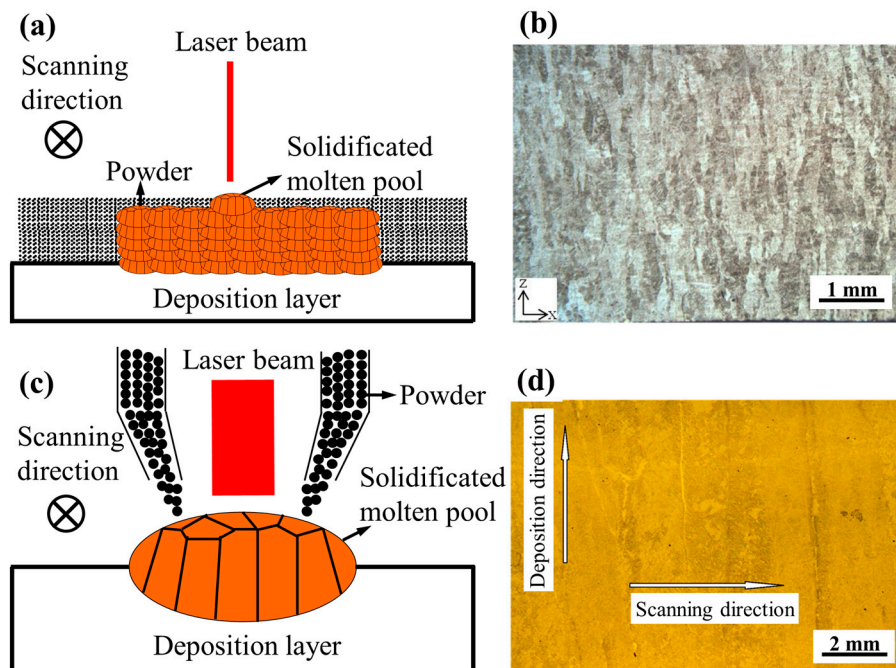 (a)
Laser beam
Scanning
direction
Powder
Solidificated
molten pool
Deposition layer
(b)
z
x
1 mm
(c)
Laser beam
Powder
Scanning
direction
Solidificated
molten pool
Deposition layer
(d)
Deposition direction
Scanning direction
2 mm